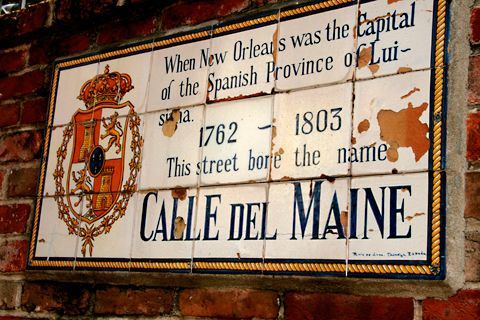 When New Orleans was the Capital
of the Spanish Province of Lui-
siana.
1762 - 1803
This street bore the name
CALLE DEL MAINE